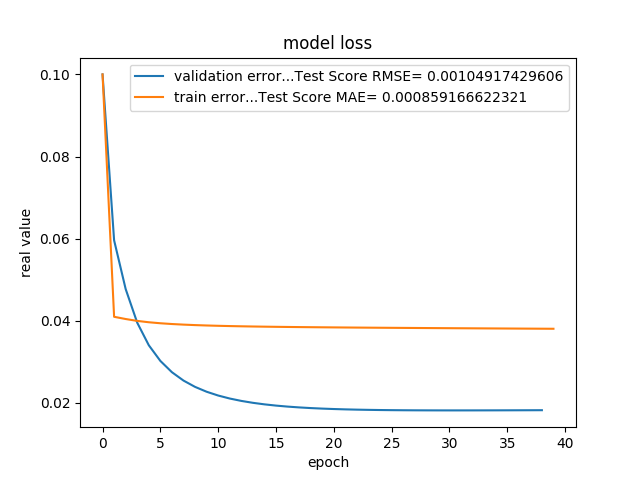 model loss
validation error...Test Score RMSE= 0.00104917429606
train error...Test Score MAE= 0.000859166622321
real value
0.10
0.08
0.06
0.04
0.02
0 5 10 15 20 25 30 35 40
epoch